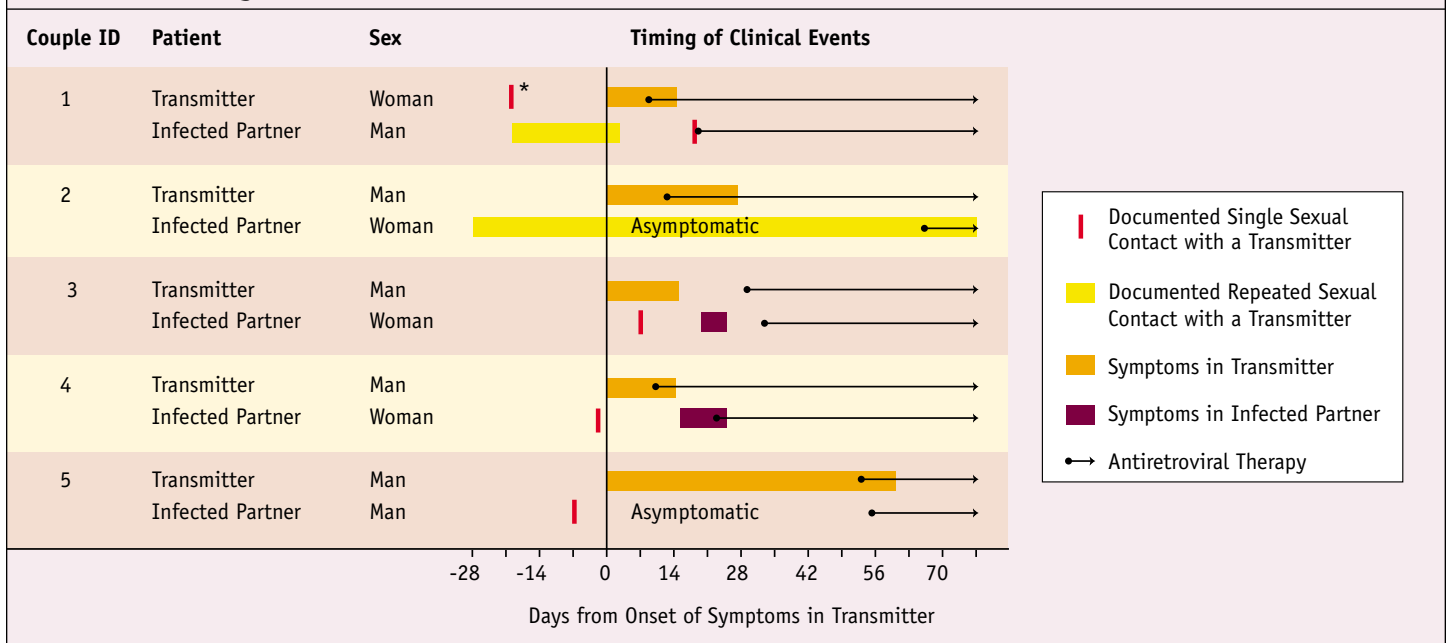 Couple ID Patient Sex Timing of Clinical Events
1 Transmitter Woman *
Infected Partner Man
2 Transmitter Man
Infected Partner Woman Asymptomatic
3 Transmitter Man
Infected Partner Woman
4 Transmitter Man
Infected Partner Woman
5 Transmitter Man
Infected Partner Man Asymptomatic
-28 -14 0 14 28 42 56 70
Days from Onset of Symptoms in Transmitter
Documented Single Sexual
Contact with a Transmitter
Documented Repeated Sexual
Contact with a Transmitter
Symptoms in Transmitter
Symptoms in Infected Partner
Antiretroviral Therapy